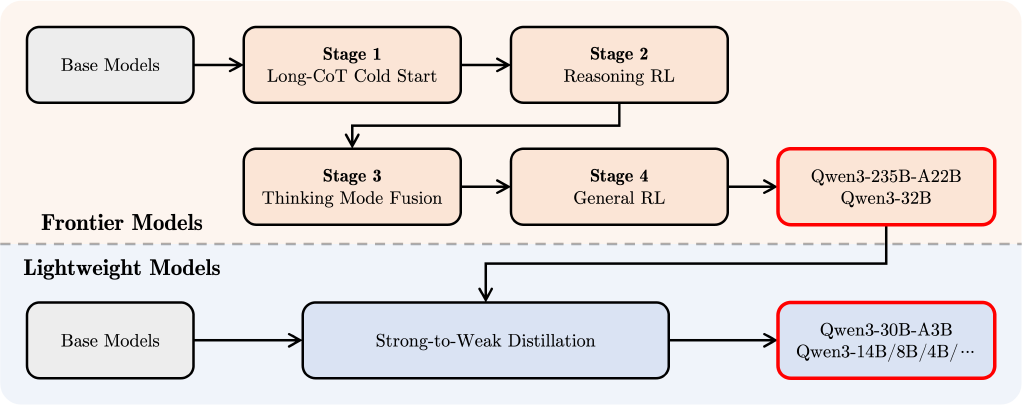 Base Models
Stage 1
Long-CoT Cold Start
Stage 2
Reasoning RL
Stage 3
Thinking Mode Fusion
Stage 4
General RL
Qwen3-235B-A22B
Qwen3-32B
Frontier Models
Lightweight Models
Base Models
Strong-to-Weak Distillation
Qwen3-30B-A3B
Qwen3-14B/8B/4B/···